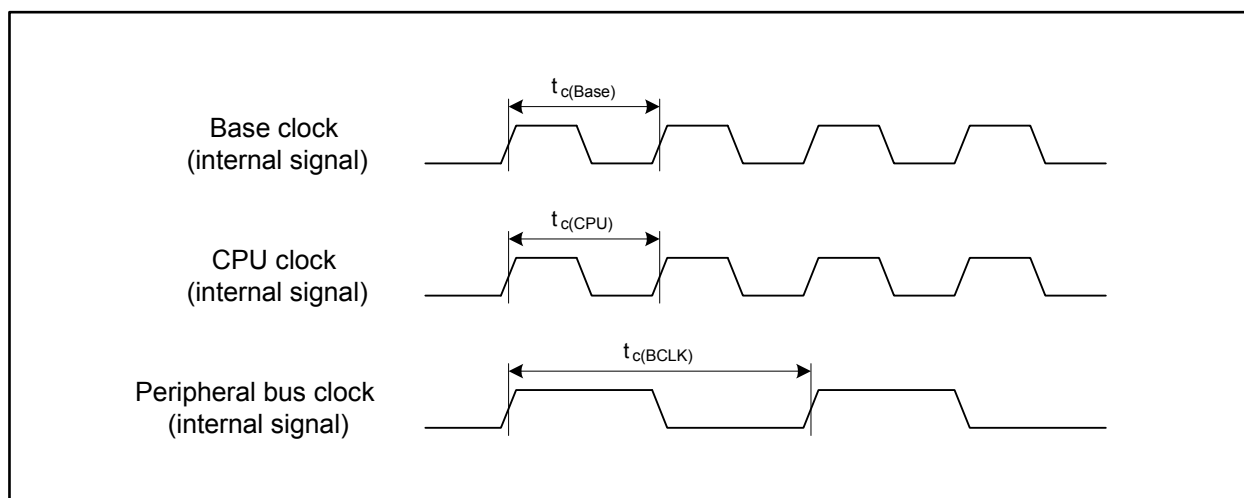 t c(Base)
Base clock
(internal signal)
t c(CPU)
CPU clock
(internal signal)
t c(BCLK)
Peripheral bus clock
(internal signal)